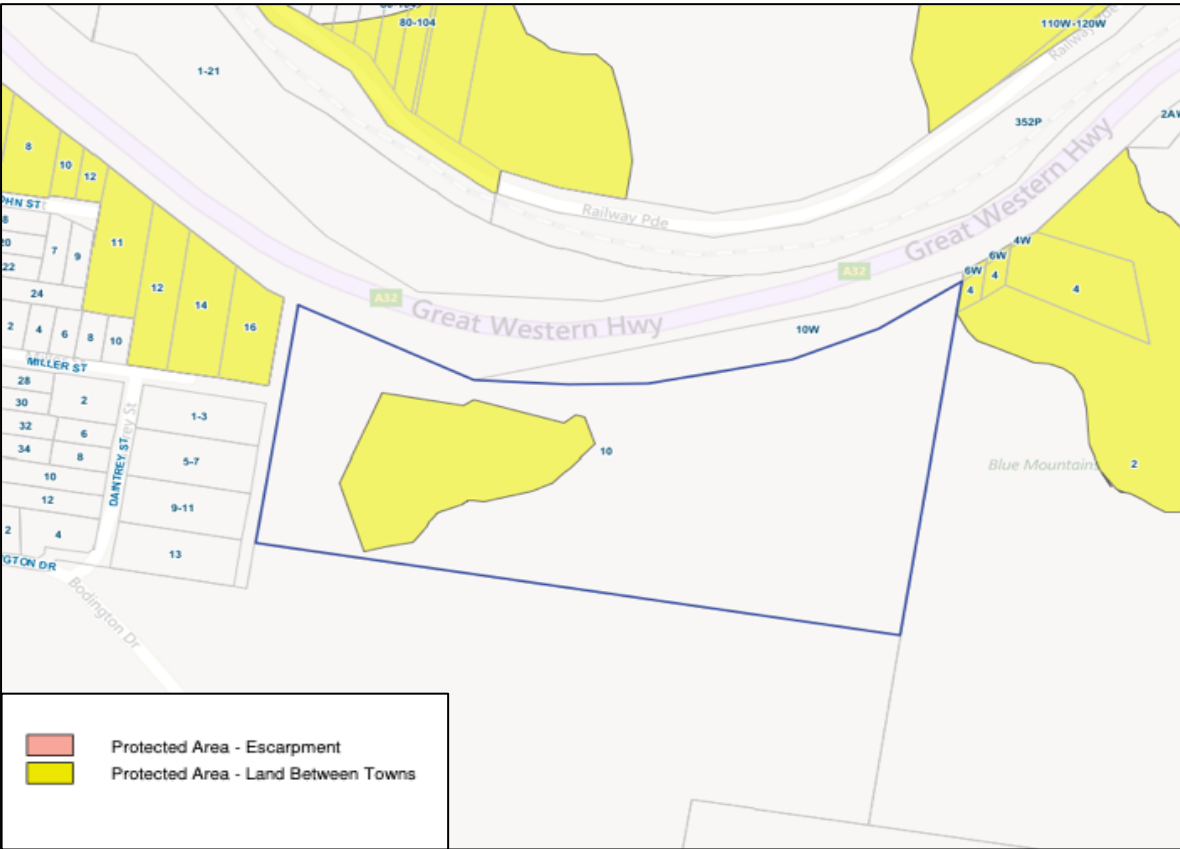 80-104
110W-120W
Railway Pde
1-21
352P
2AW
Great Western Hwy
8
10
12
HN ST
Railway Pde
8
20
22
24
7
9
11
12
14
16
A32
A32
Great Western Hwy
10W
6W
4
6W
4
4W
4
2
4
6
8
10
MILLER ST
28
30
32
34
2
6
8
10
12
2
4
DAINTREY ST
1-3
5-7
9-11
13
GTON DR
Bodington Dr
10
Blue Mountains
2
Protected Area - Escarpment
Protected Area - Land Between Towns